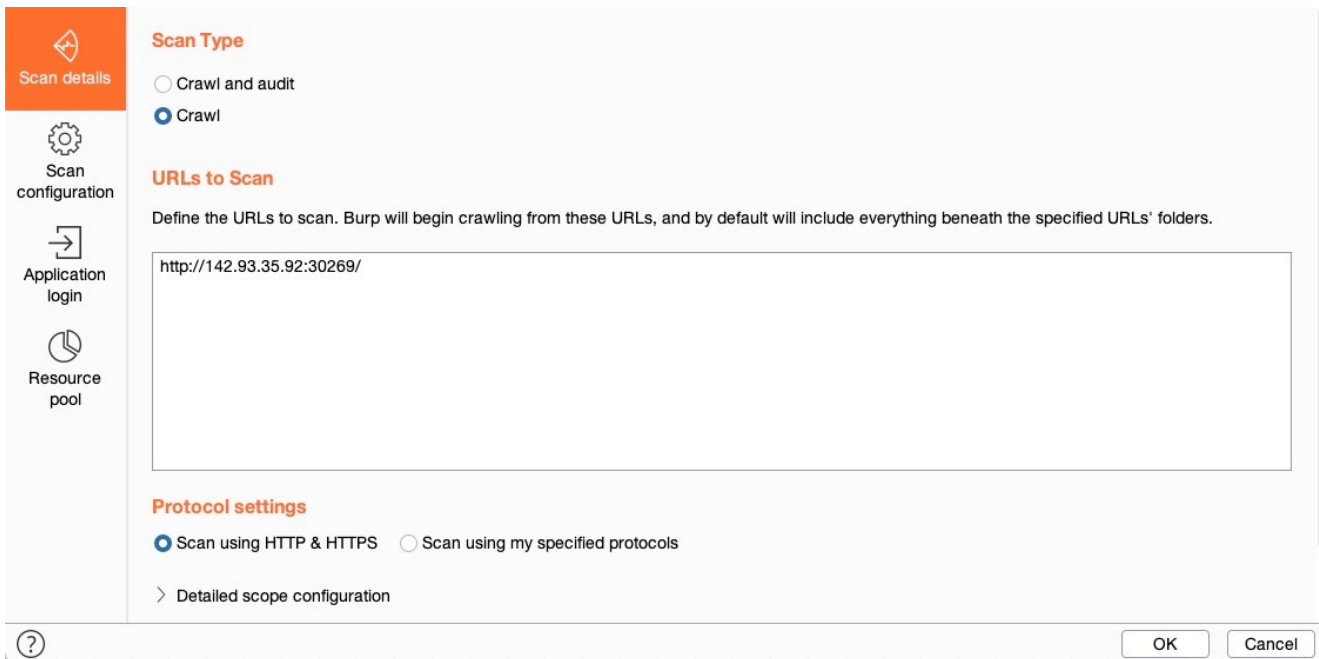 Scan details
Scan
configuration
Application
login
Resource
pool
Scan Type
Crawl and audit
Crawl
URLs to Scan
Define the URLs to scan. Burp will begin crawling from these URLs, and by default will include everything beneath the specified URLs' folders.
http://142.93.35.92:30269/
Protocol settings
Scan using HTTP & HTTPS Scan using my specified protocols
Detailed scope configuration
? OK Cancel